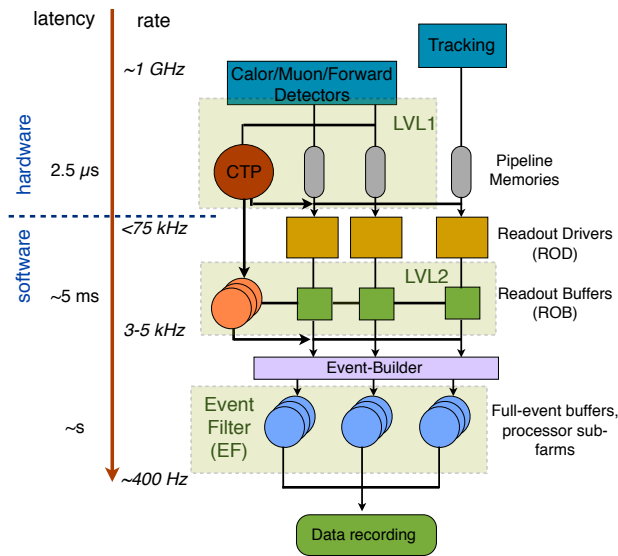 latency
rate
Tracking
~1 GHz
Calor/Muon/Forward
Detectors
LVL1
hardware
2.5 µs
CTP
Pipeline
Memories
<75 kHz
Readout Drivers
(ROD)
software
LVL2
~5 ms
Readout Buffers
(ROB)
3-5 kHz
Event-Builder
Event
Filter
(EF)
~s
Full-event buffers,
processor sub-
farms
~400 Hz
Data recording